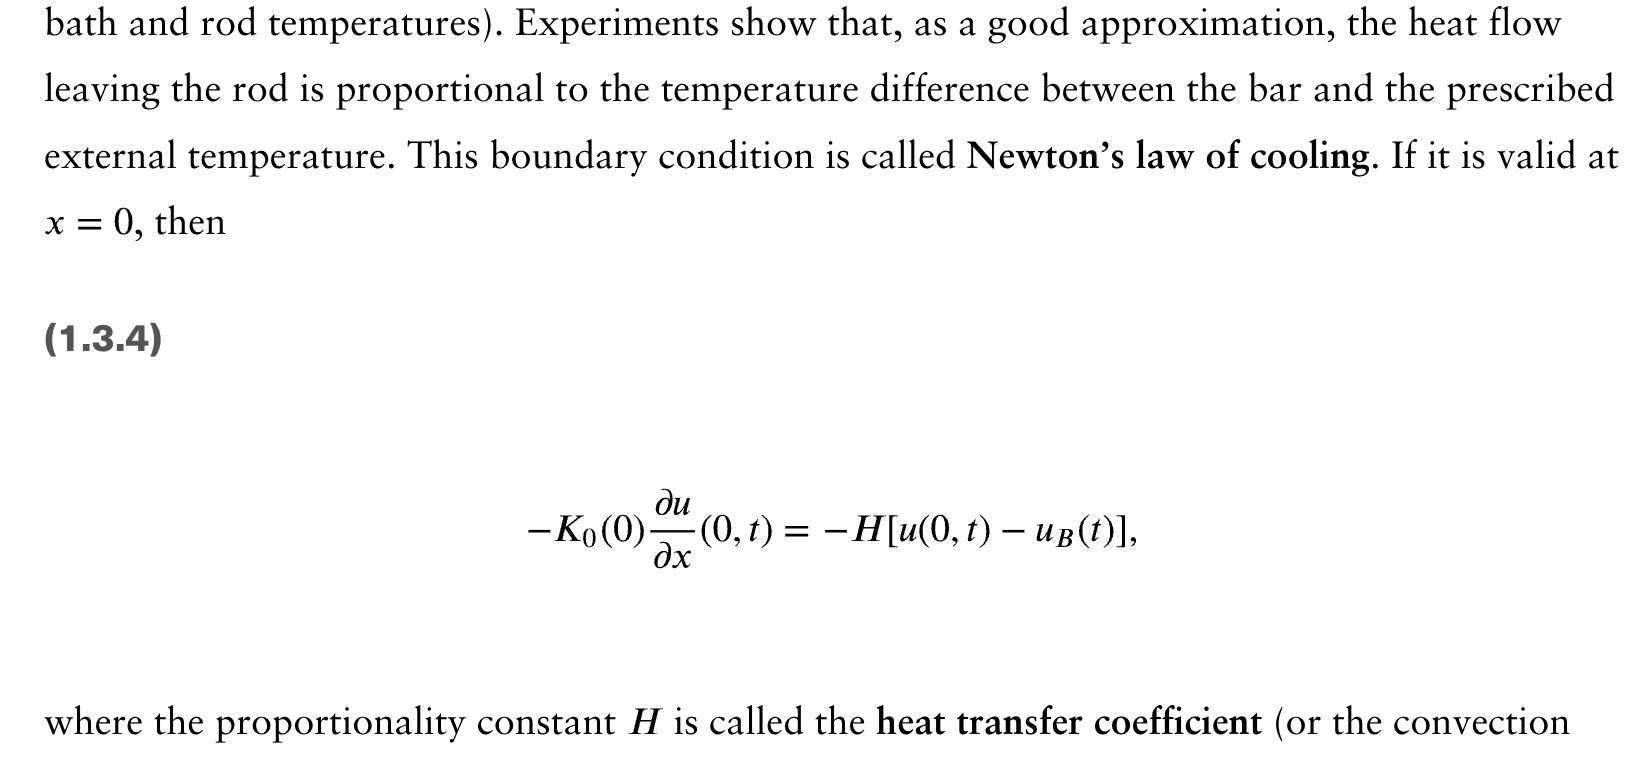 bath and rod temperatures). Experiments show that, as a good approximation, the heat flow
leaving the rod is proportional to the temperature difference between the bar and the prescribed
external temperature. This boundary condition is called Newton’s law of cooling. If it is valid at
x = 0, then
(1.3.4)
−K₀(0) ∂u/∂x (0, t) = −H[u(0, t) − u_B(t)],
where the proportionality constant H is called the heat transfer coefficient (or the convection